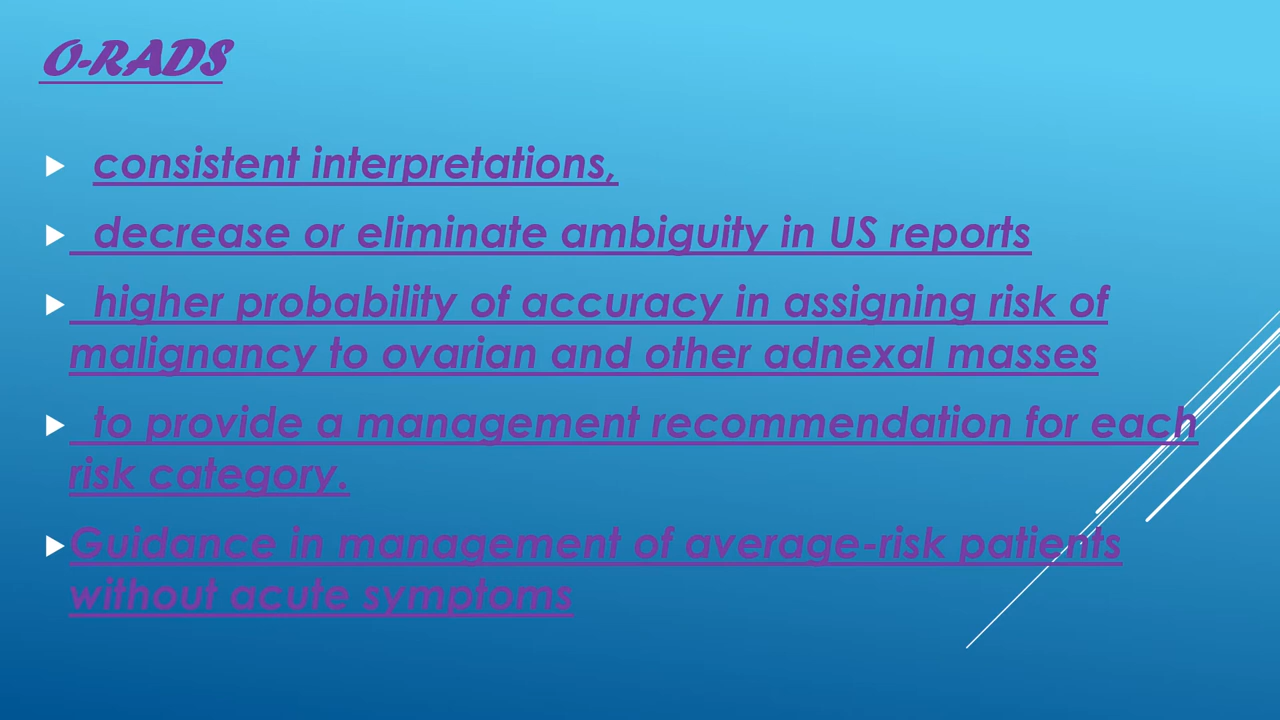 O-RADS
consistent interpretations,
decrease or eliminate ambiguity in US reports
higher probability of accuracy in assigning risk of
malignancy to ovarian and other adnexal masses
to provide a management recommendation for each
risk category.
Guidance in management of average-risk patients
without acute symptoms